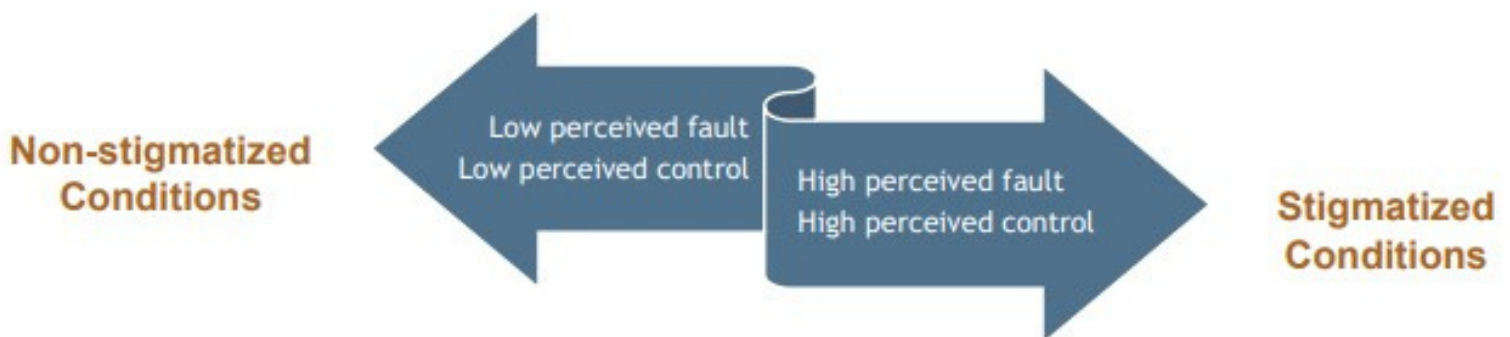 Non-stigmatized
Conditions
Low perceived fault
Low perceived control
High perceived fault
High perceived control
Stigmatized
Conditions